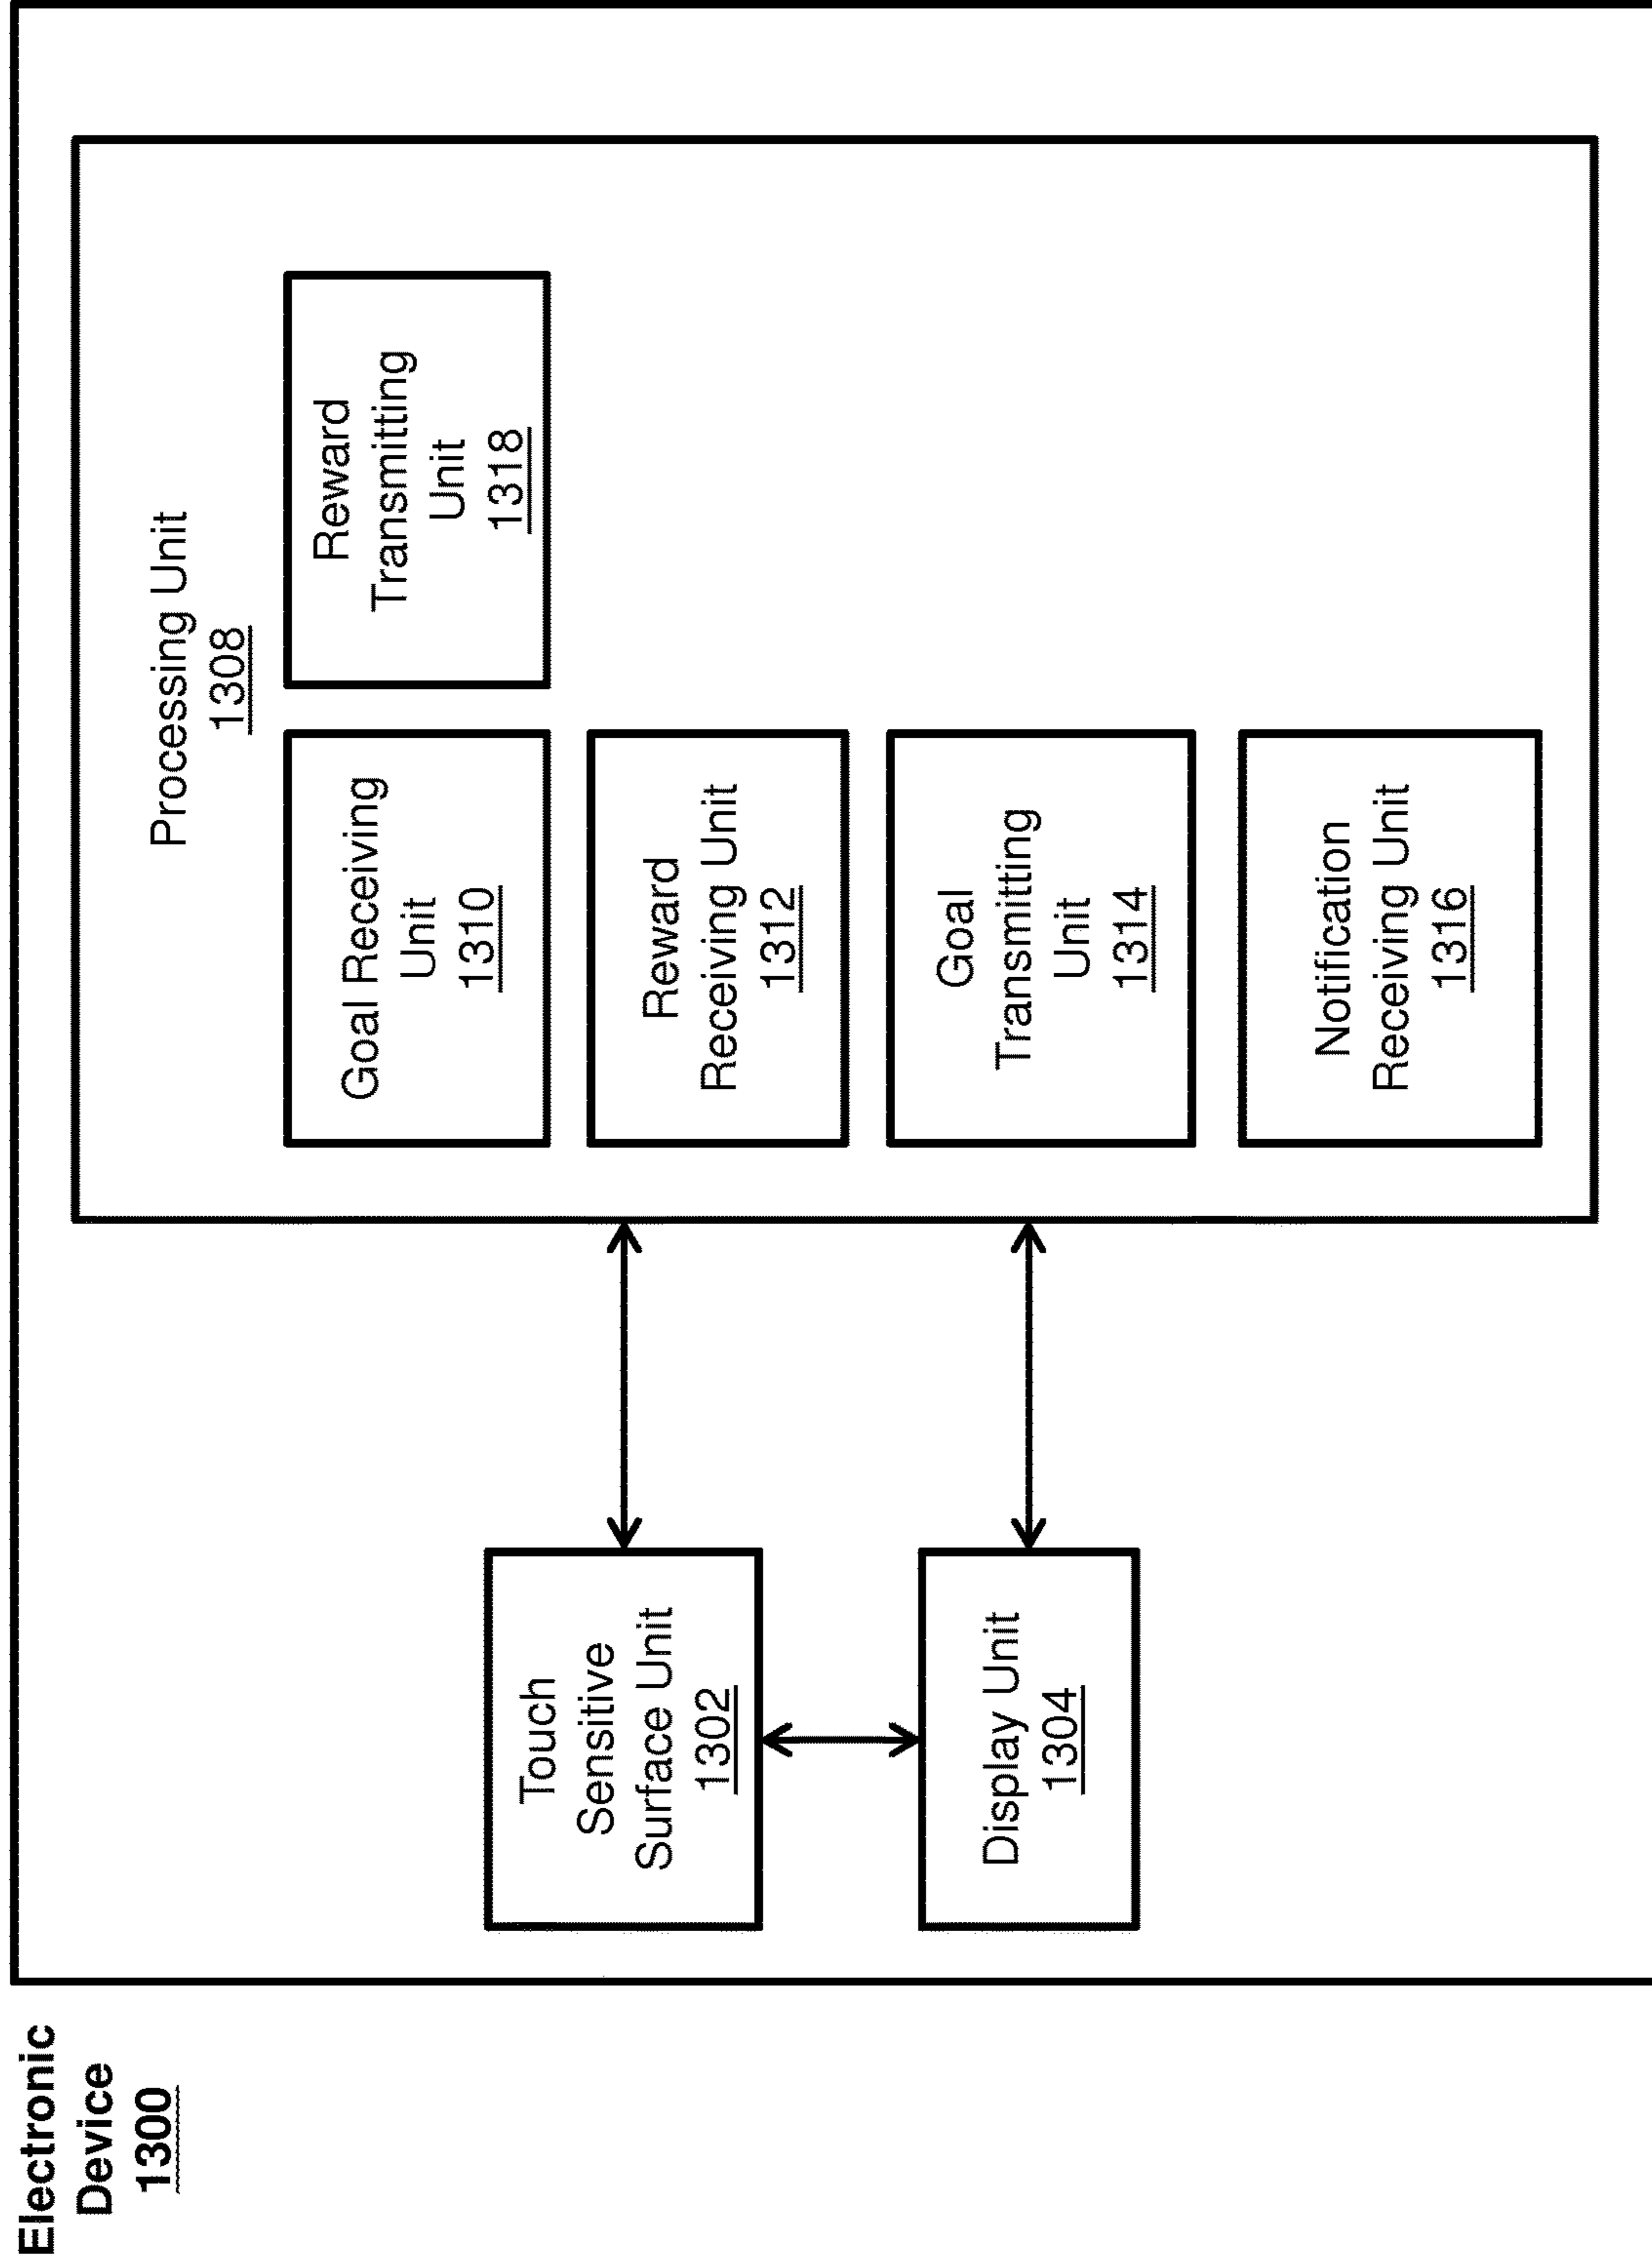 Electronic
Device
1300
Touch
Sensitive
Surface Unit
1302
Display Unit
1304
Processing Unit
1308
Goal Receiving
Unit
1310
Reward
Transmitting
Unit
1318
Reward
Receiving Unit
1312
Goal
Transmitting
Unit
1314
Notification
Receiving Unit
1316